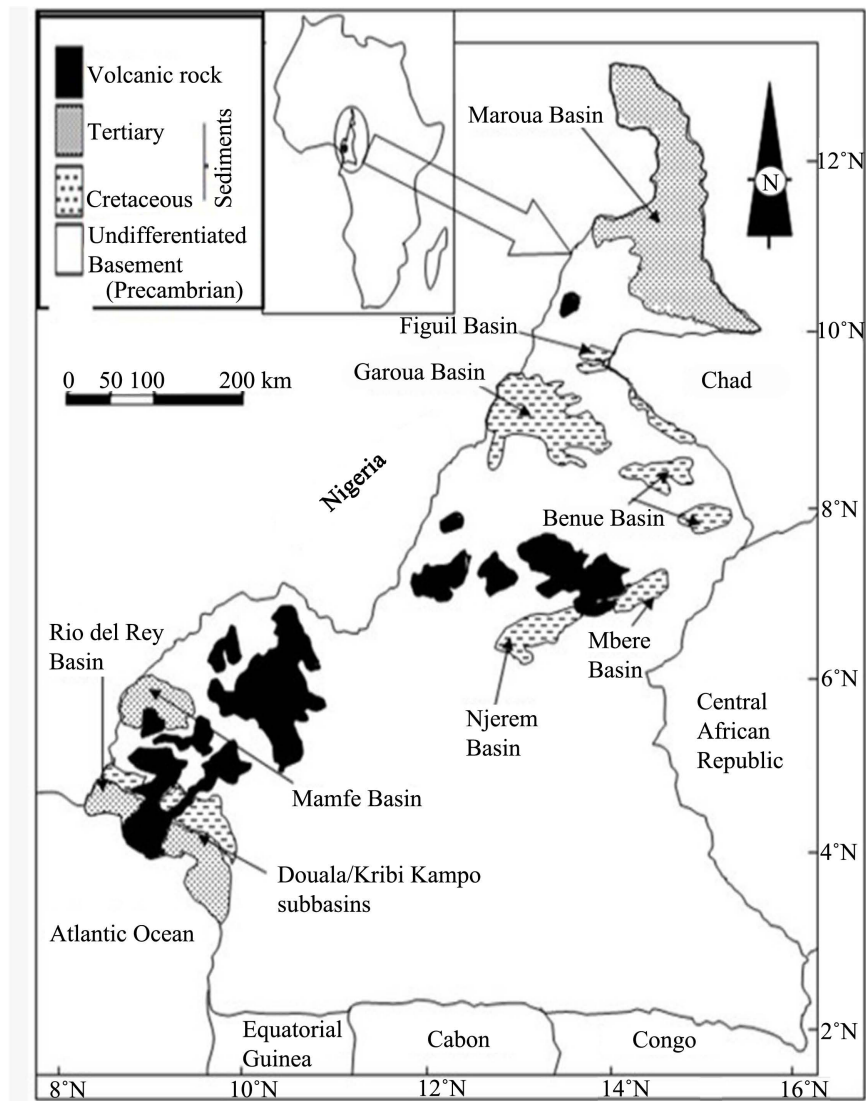 Volcanic rock
Tertiary
Cretaceous
Sediments
Undifferentiated
Basement
(Precambrian)
N
Maroua Basin
12°N
Figuil Basin
10°N
0 50 100 200 km
Garoua Basin
Chad
Nigeria
Benue Basin
8°N
Rio del Rey
Basin
Mbere
Basin
6°N
Njerem
Basin
Central
African
Republic
Mamfe Basin
4°N
Douala/Kribi Kampo
subbasins
Atlantic Ocean
Equatorial
Guinea
Cabon
Congo
2°N
8°N 10°N 12°N 14°N 16°N